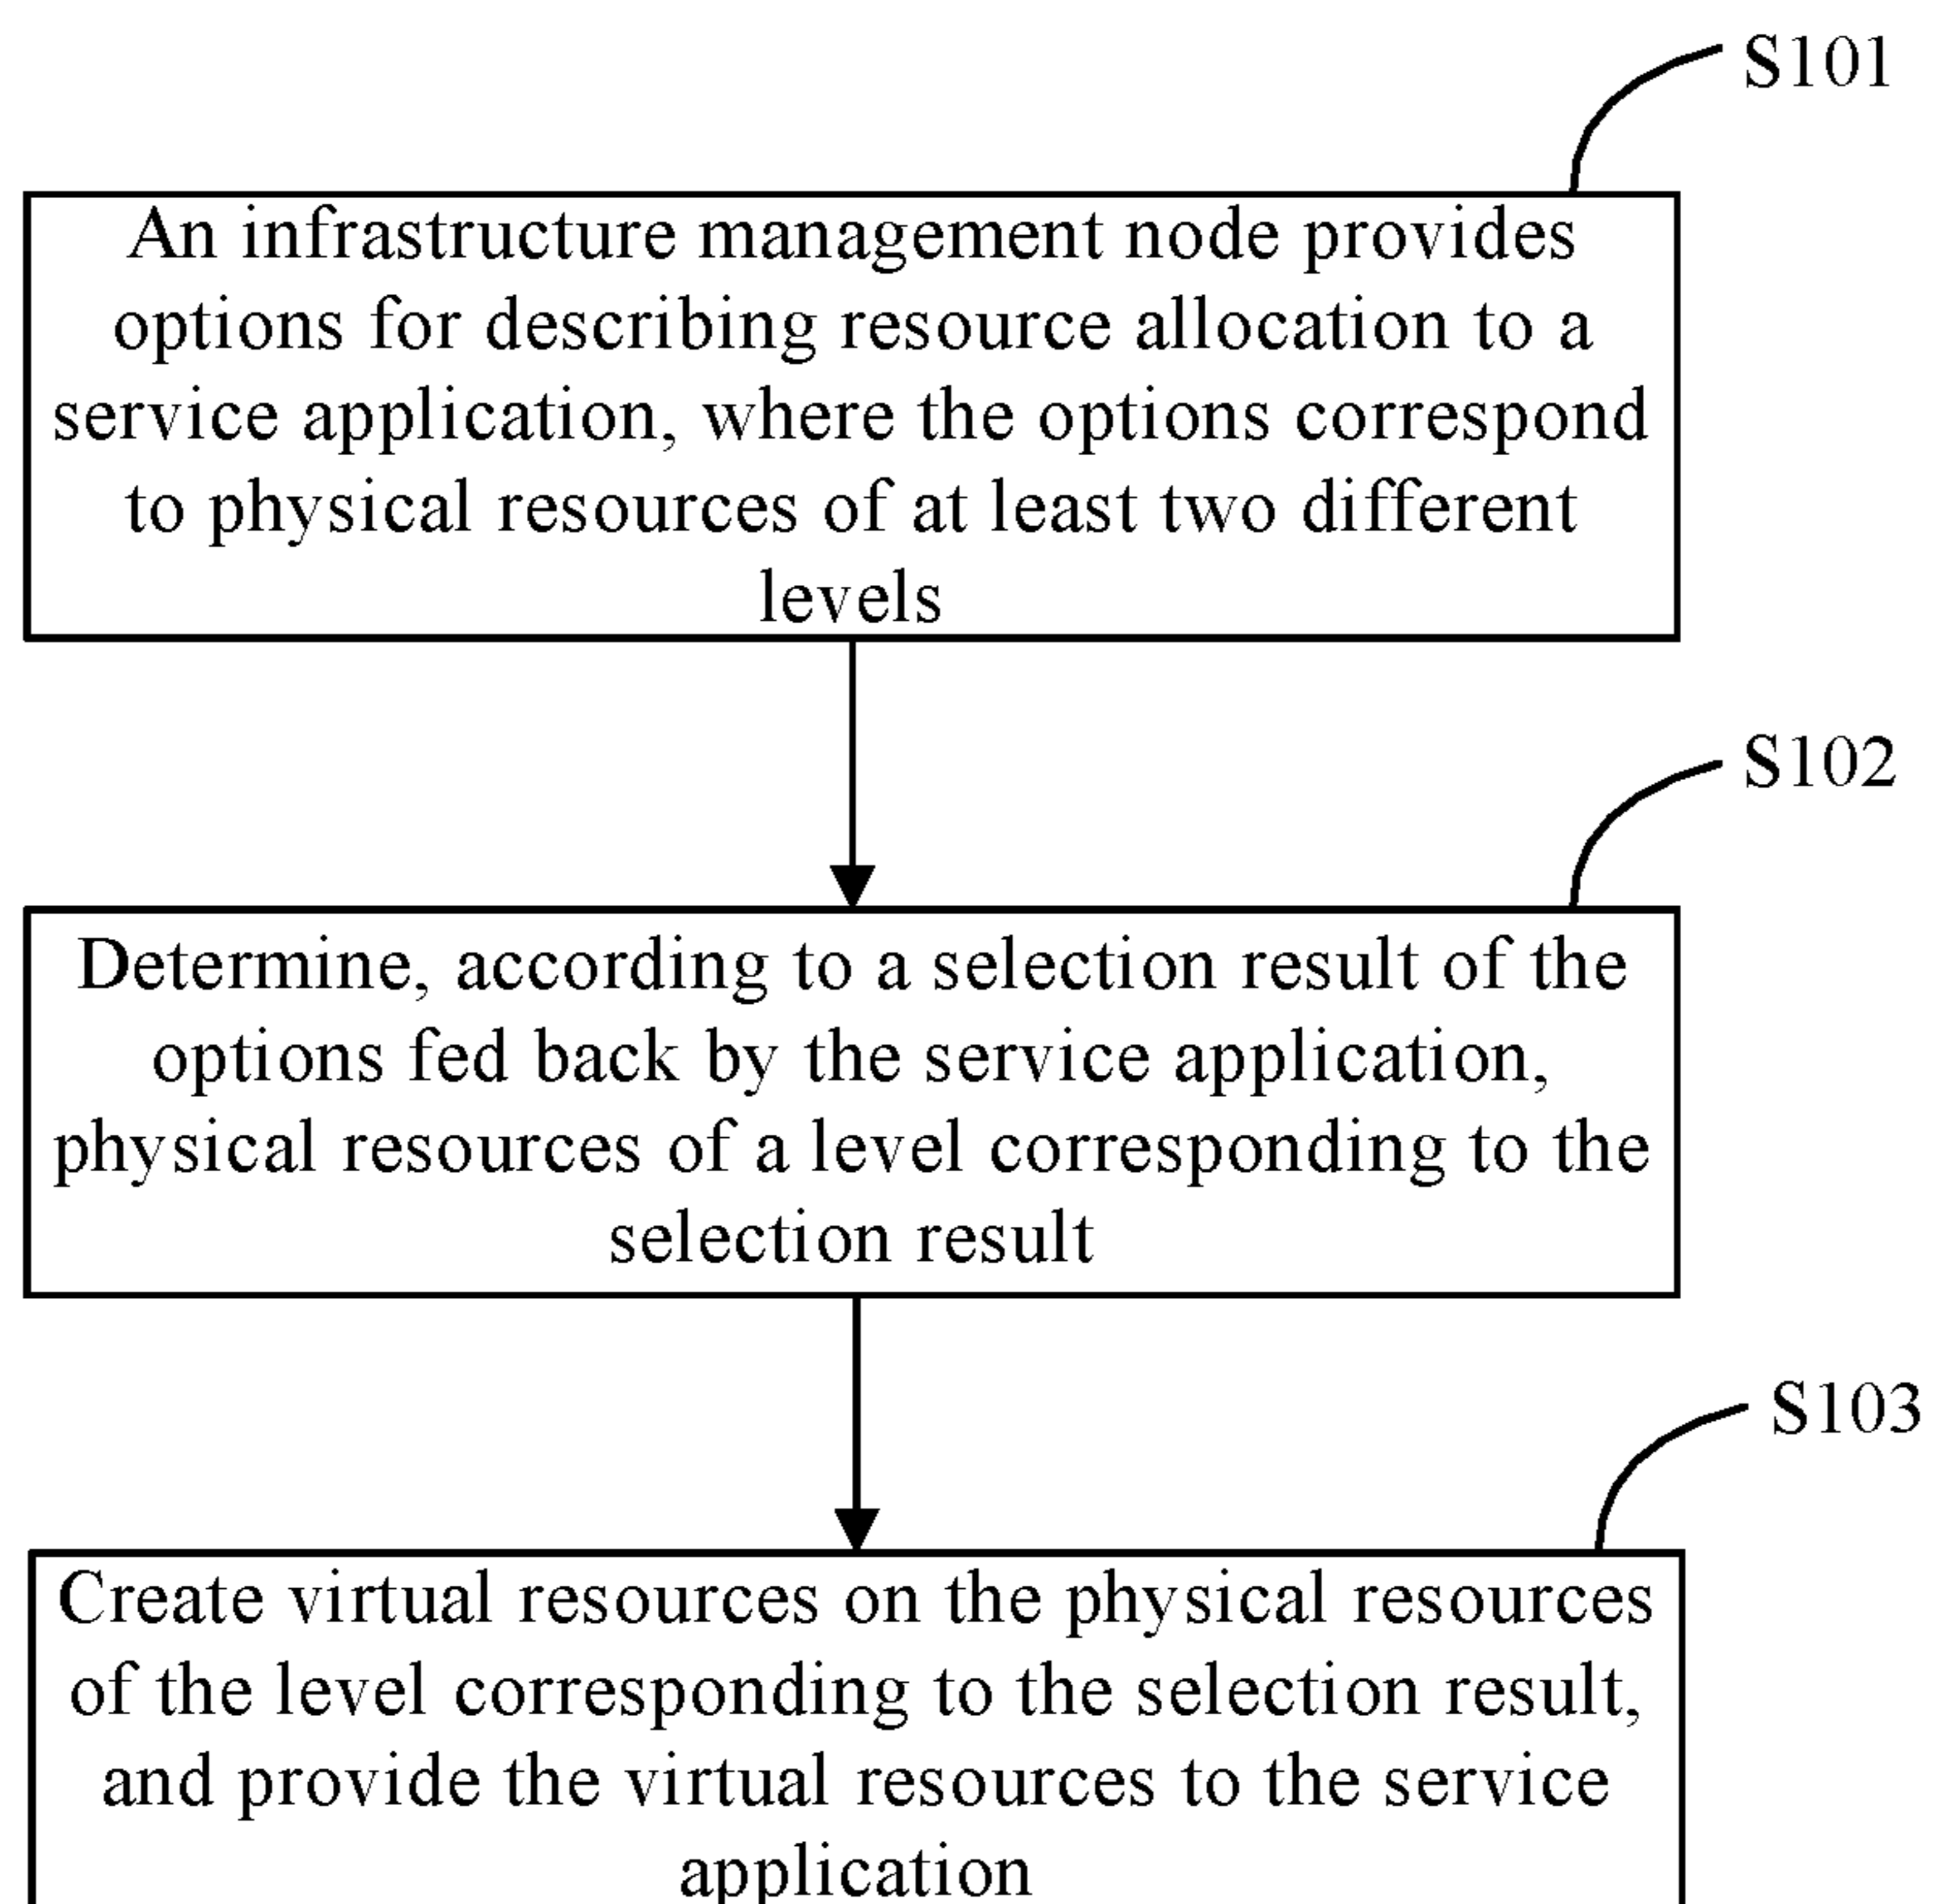 S101
An infrastructure management node provides
options for describing resource allocation to a
service application, where the options correspond
to physical resources of at least two different
levels
S102
Determine, according to a selection result of the
options fed back by the service application,
physical resources of a level corresponding to the
selection result
S103
Create virtual resources on the physical resources
of the level corresponding to the selection result,
and provide the virtual resources to the service
application